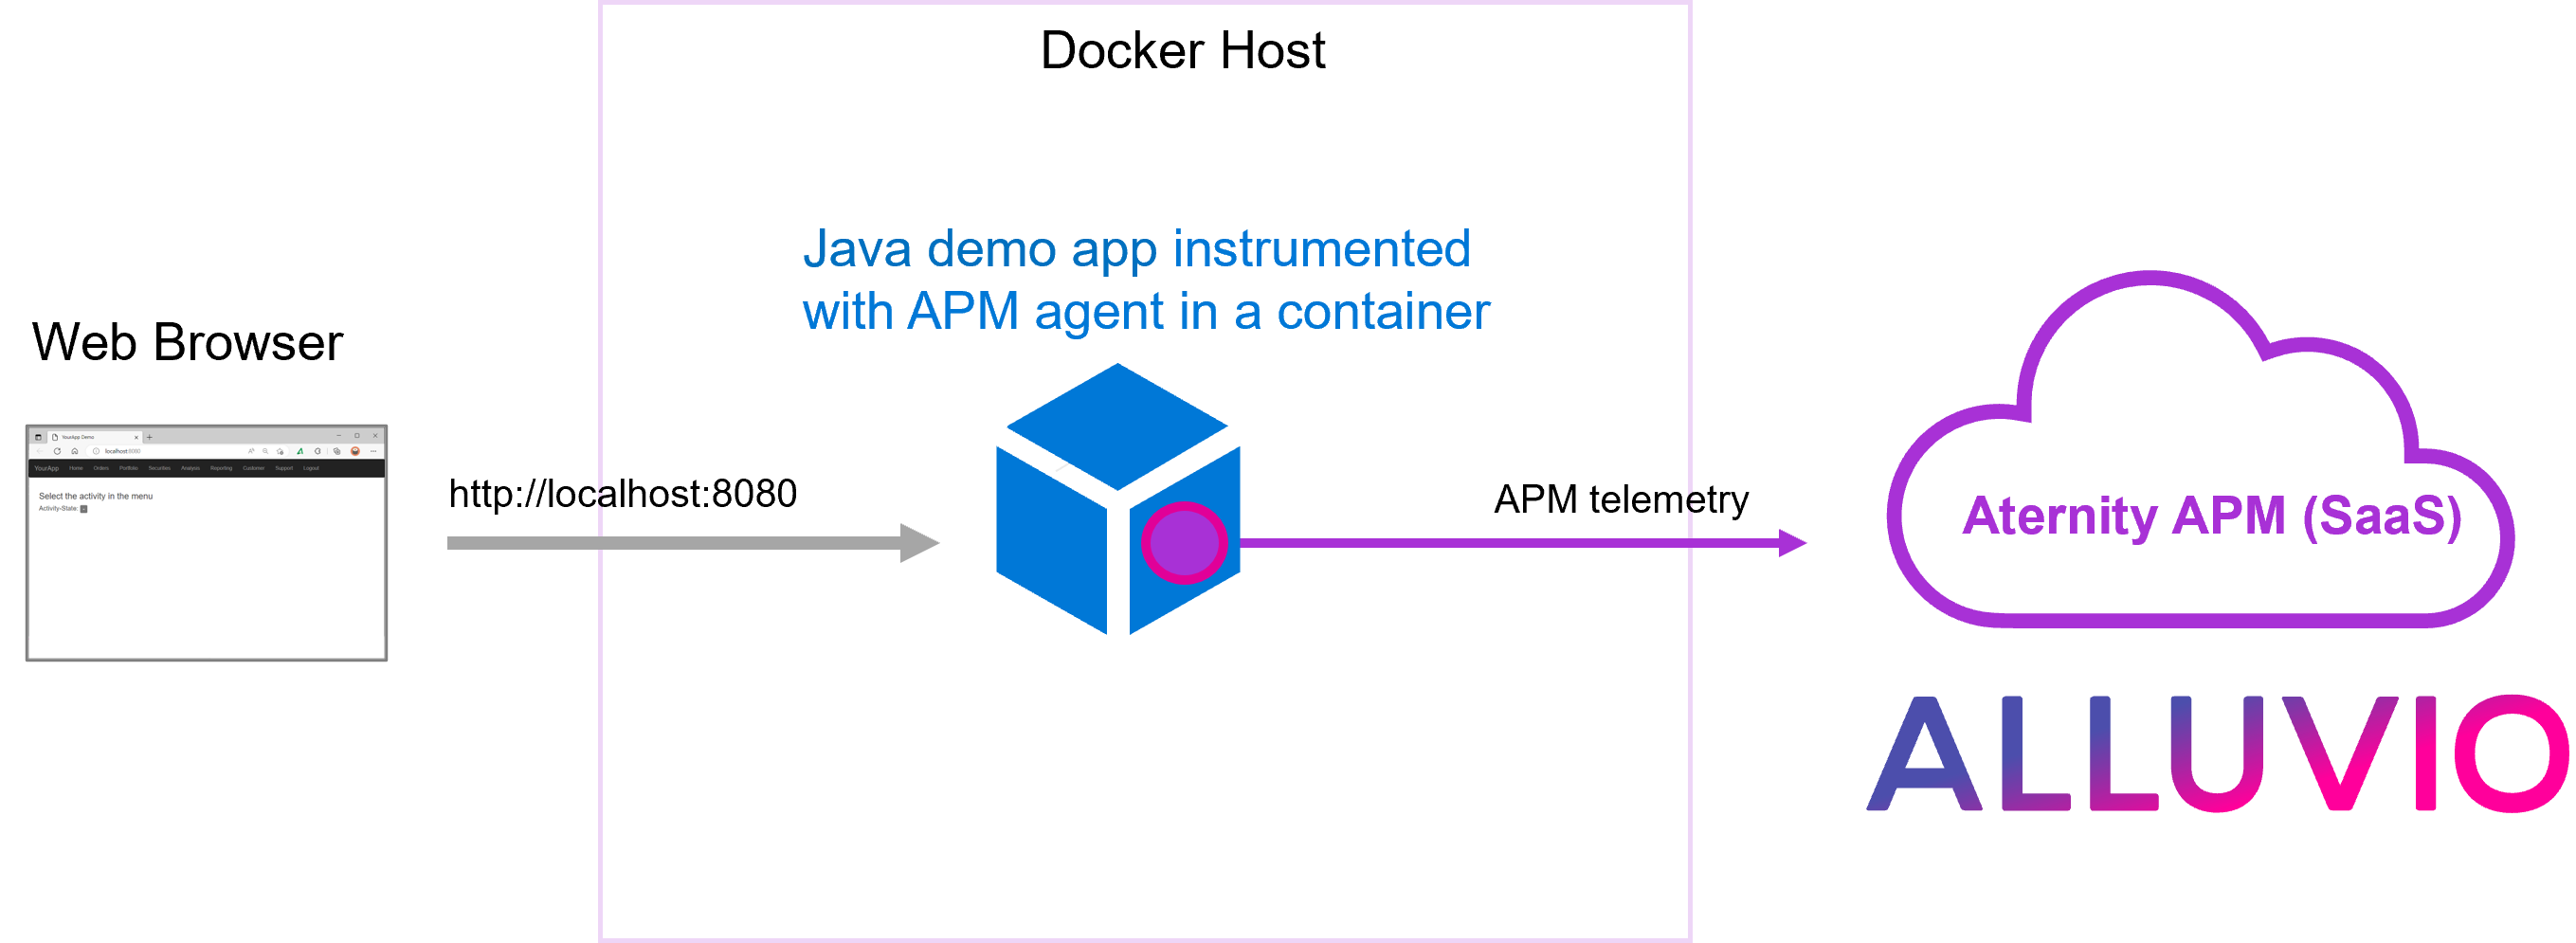 Docker Host
Java demo app instrumented
with APM agent in a container
Web Browser
YourApp Demo
localhost:8080
YourApp Home Orders Portfolio Securities Analysis Reporting Customer Support Logout
Select the activity in the menu
Activity-State:
http://localhost:8080
APM telemetry
Aternity APM (SaaS)
ALLUVIO